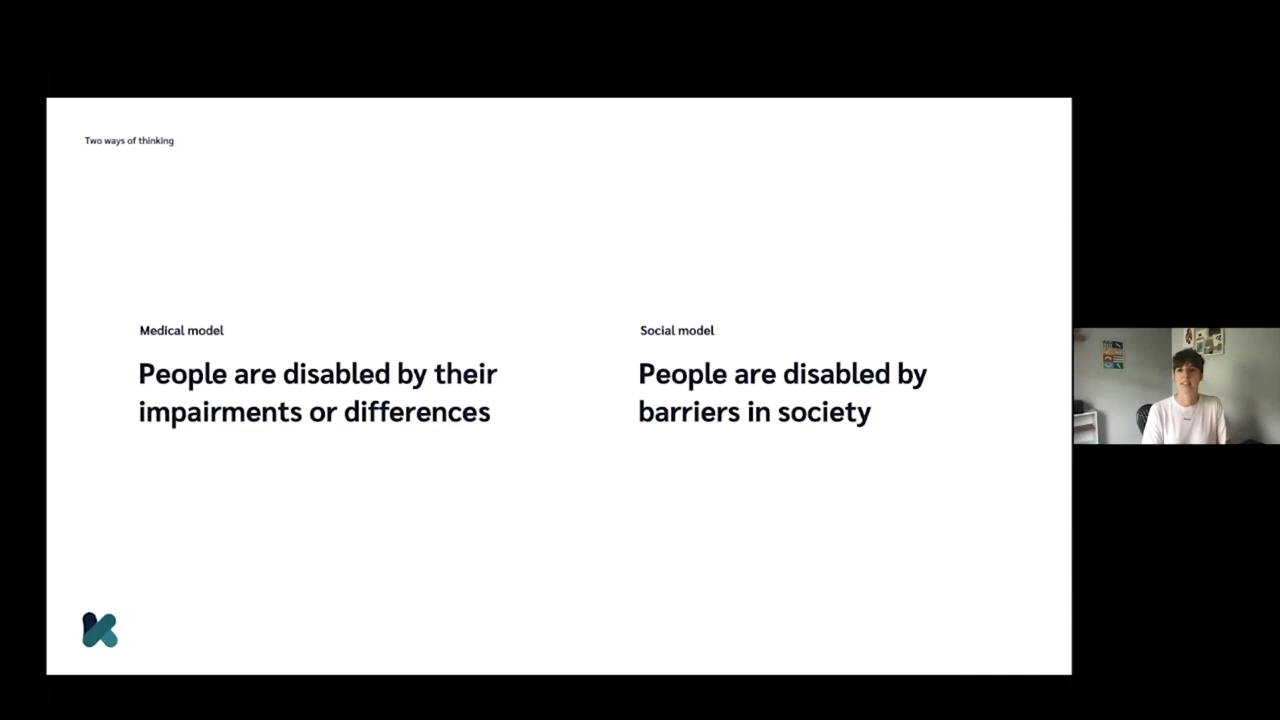 Two ways of thinking
Medical model
People are disabled by their
impairments or differences
Social model
People are disabled by
barriers in society